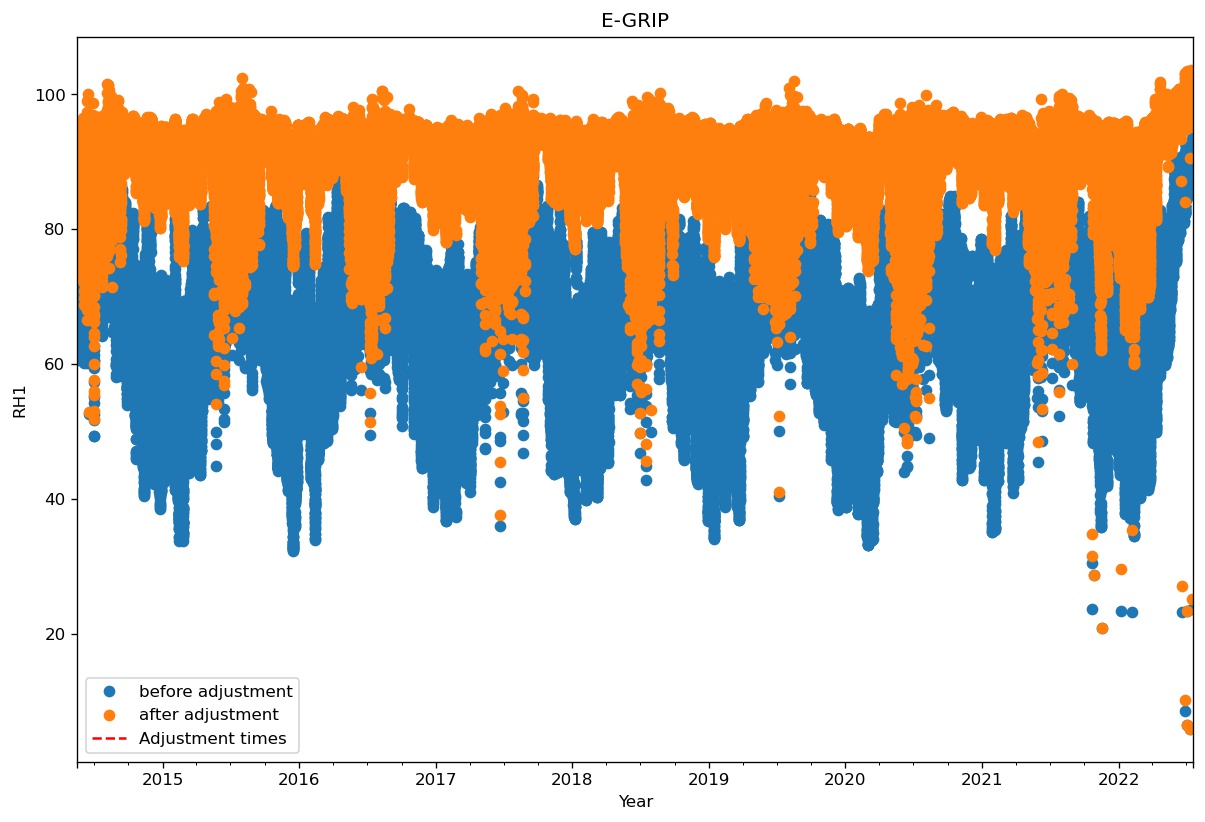 E-GRIP
100
80
60
40
20
RH1
before adjustment
after adjustment
Adjustment times
2015 2016 2017 2018 2019 2020 2021 2022
Year